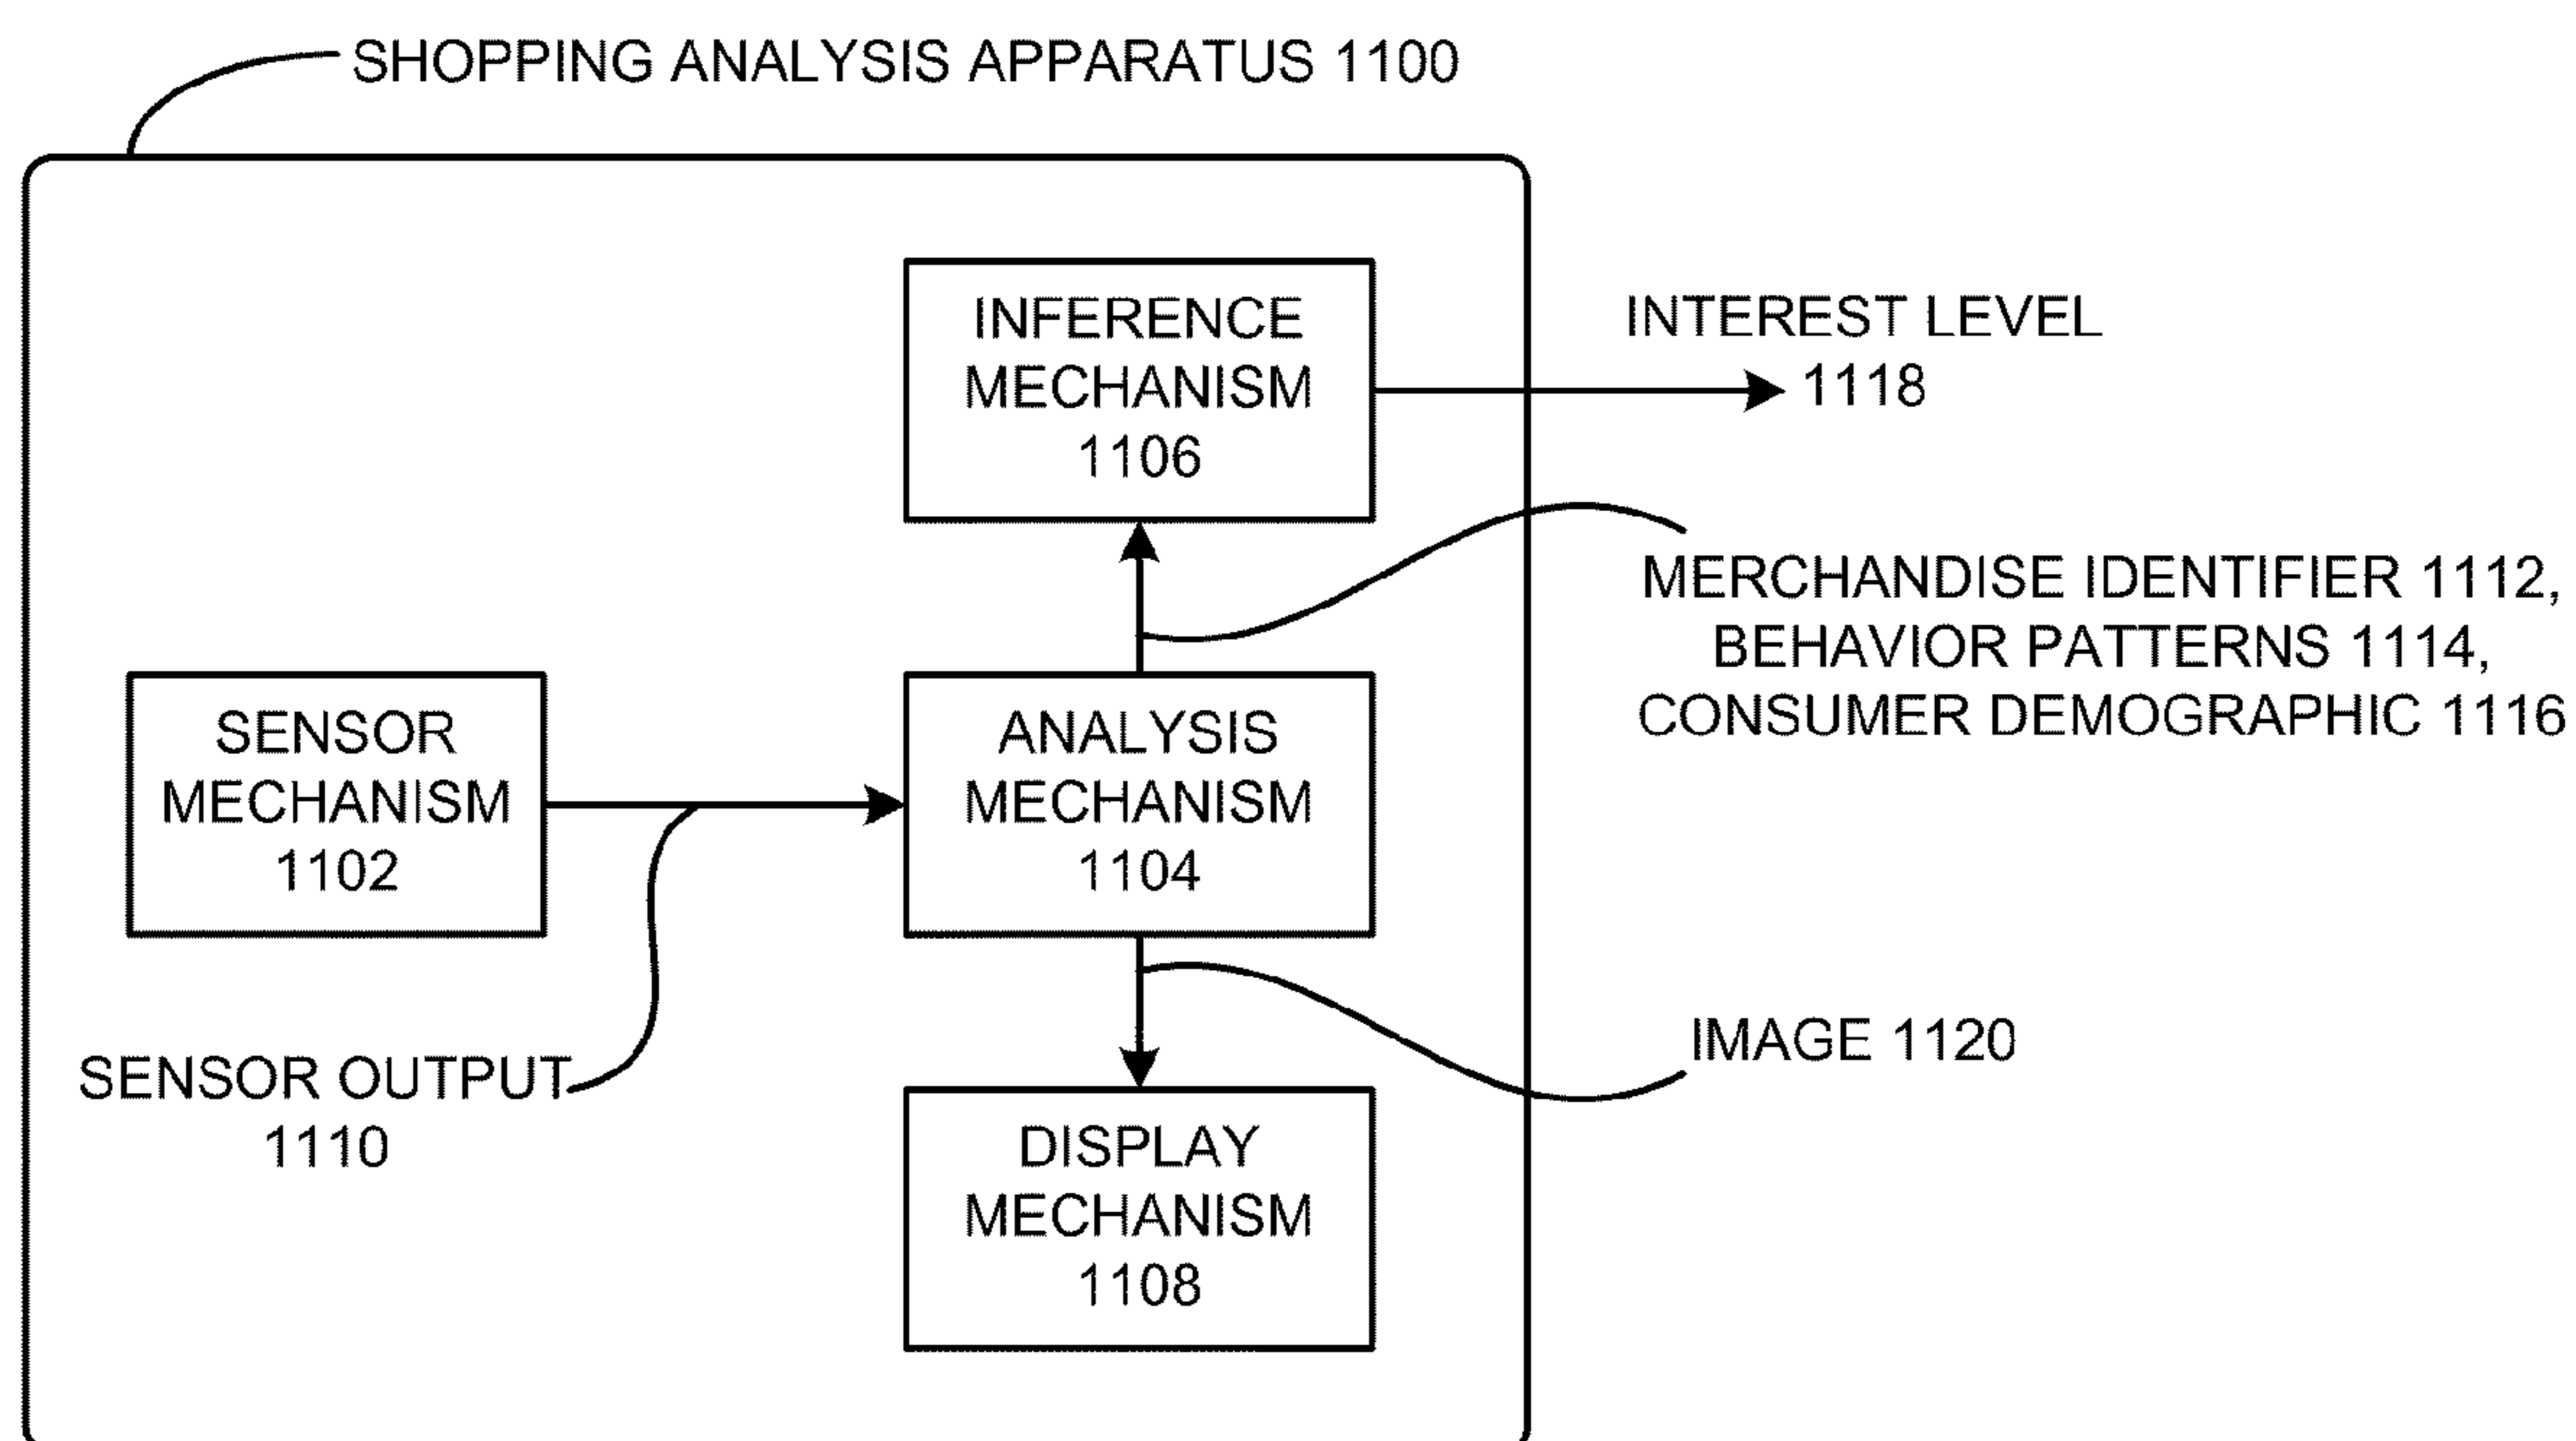 SHOPPING ANALYSIS APPARATUS 1100
INFERENCE
MECHANISM
1106
INTEREST LEVEL
1118
MERCHANDISE IDENTIFIER 1112,
BEHAVIOR PATTERNS 1114,
CONSUMER DEMOGRAPHIC 1116
SENSOR
MECHANISM
1102
ANALYSIS
MECHANISM
1104
SENSOR OUTPUT
1110
IMAGE 1120
DISPLAY
MECHANISM
1108